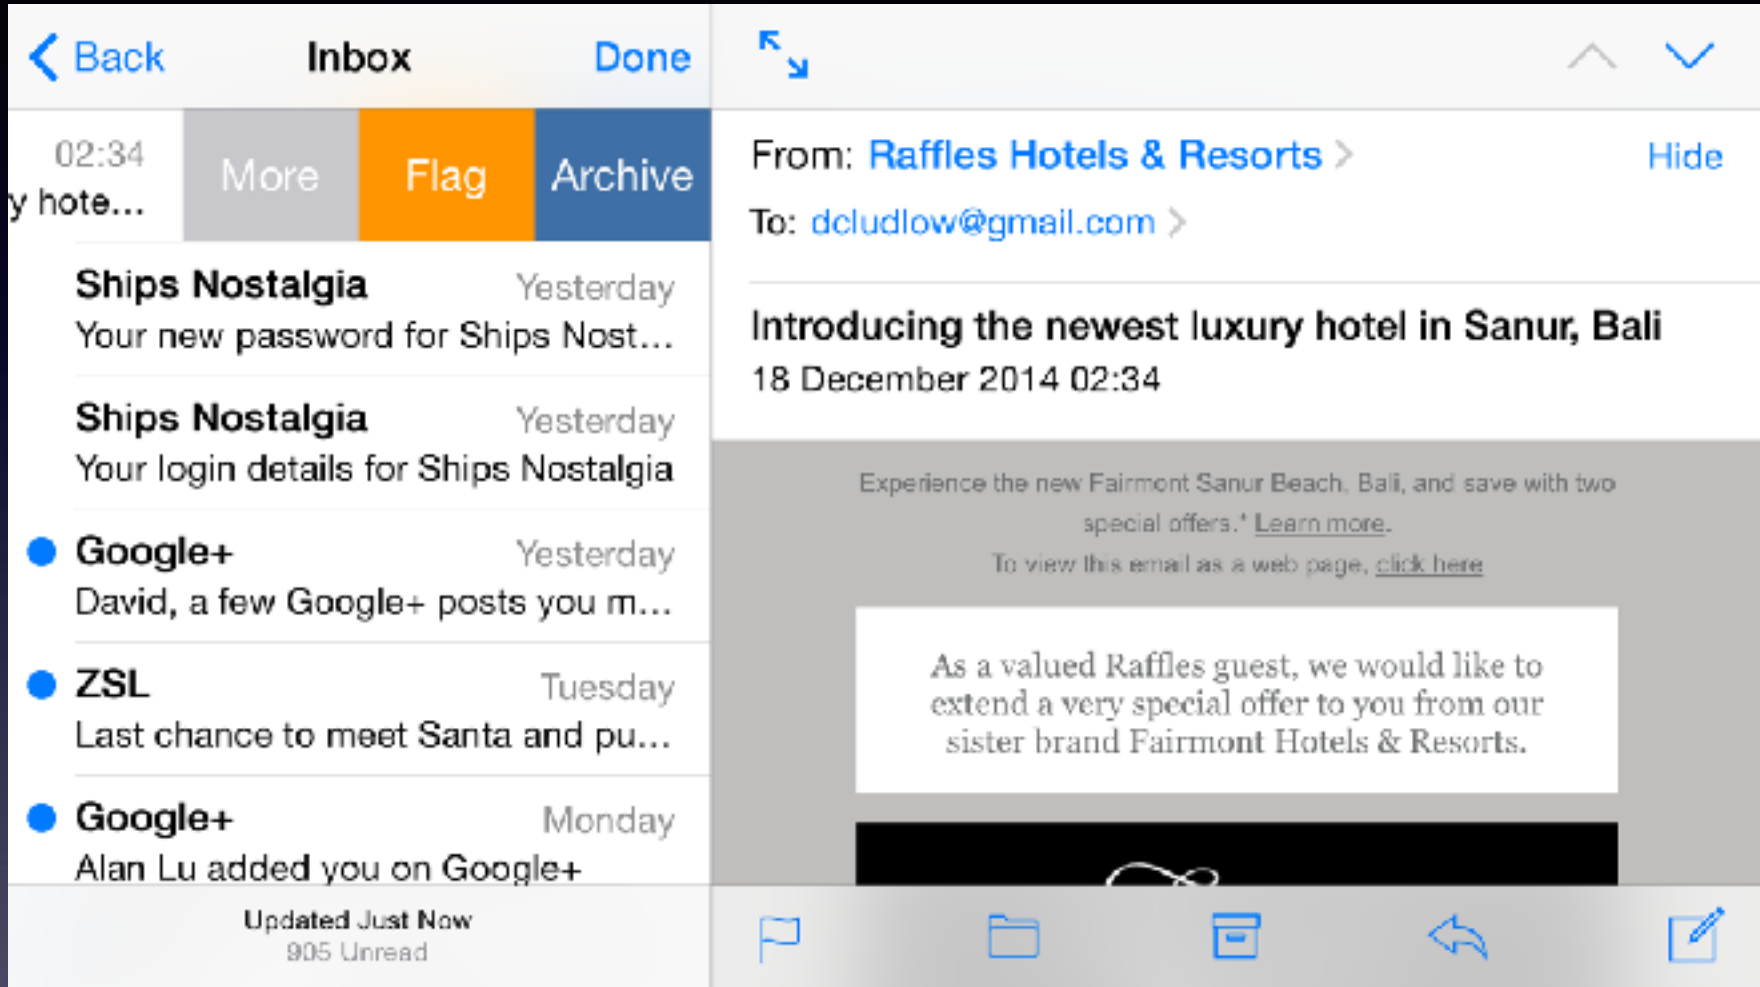 Back Inbox Done
02:34
y hote...
More Flag Archive
Ships Nostalgia Yesterday
Your new password for Ships Nost...
Ships Nostalgia Yesterday
Your login details for Ships Nostalgia
Google+ Yesterday
David, a few Google+ posts you m...
ZSL Tuesday
Last chance to meet Santa and pu...
Google+ Monday
Alan Lu added you on Google+
Updated Just Now
905 Unread
From: Raffles Hotels & Resorts Hide
To: dcludlow@gmail.com
Introducing the newest luxury hotel in Sanur, Bali
18 December 2014 02:34
Experience the new Fairmont Sanur Beach, Bali, and save with two
special offers.* Learn more.
To view this email as a web page, click here
As a valued Raffles guest, we would like to
extend a very special offer to you from our
sister brand Fairmont Hotels & Resorts.